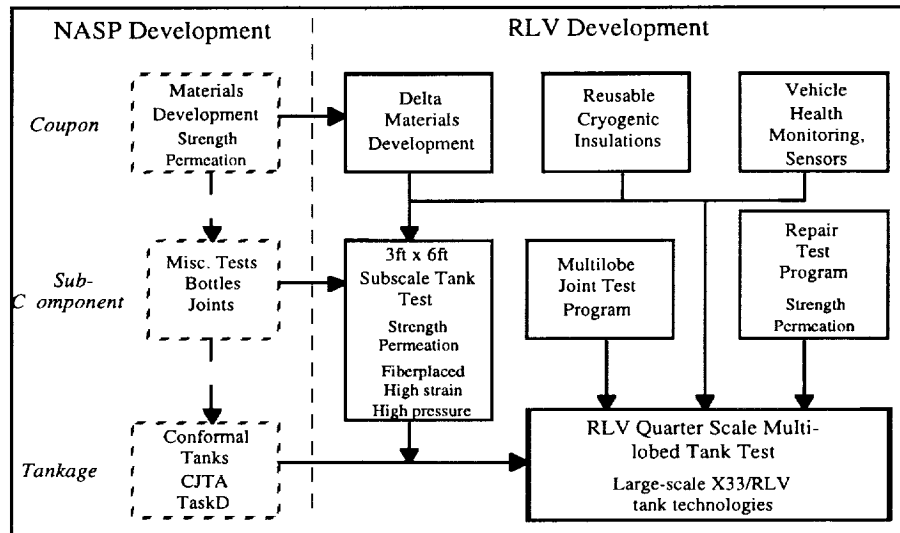 NASP Development
RLV Development
Coupon
Materials
Development
Strength
Permeation
Delta
Materials
Development
Reusable
Cryogenic
Insulations
Vehicle
Health
Monitoring,
Sensors
Sub-
C omponent
Misc. Tests
Bottles
Joints
3ft x 6ft
Subscale Tank
Test
Strength
Permeation
Fiberplaced
High strain
High pressure
Multilobe
Joint Test
Program
Repair
Test
Program
Strength
Permeation
Tankage
Conformal
Tanks
CJTA
TaskD
RLV Quarter Scale Multi-
lobed Tank Test
Large-scale X33/RLV
tank technologies